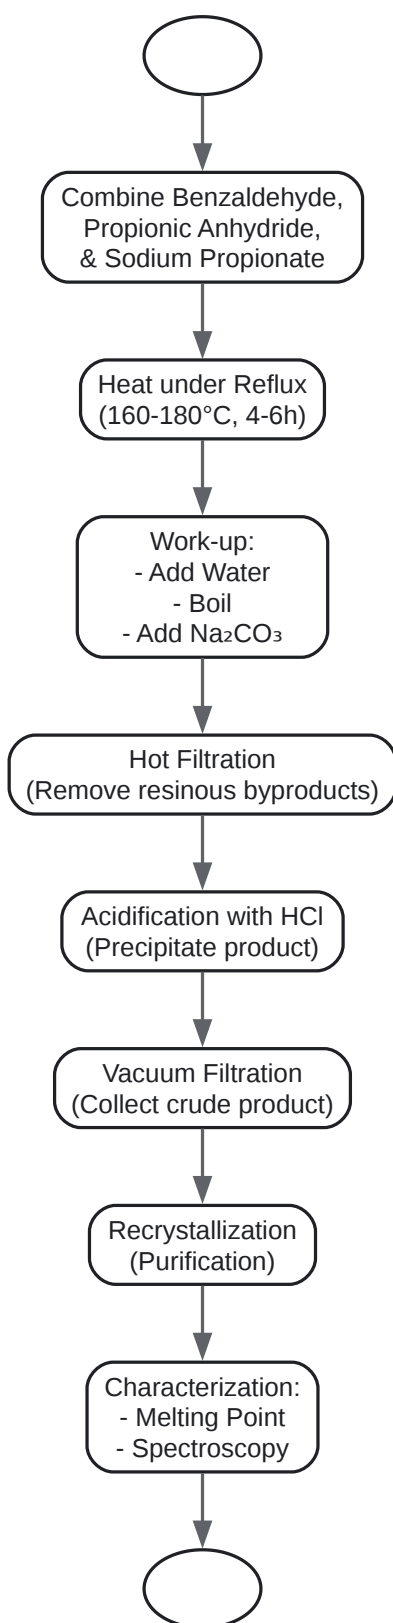 Combine Benzaldehyde,
Propionic Anhydride,
& Sodium Propionate
Heat under Reflux
(160-180°C, 4-6h)
Work-up:
- Add Water
- Boil
- Add Na₂CO₃
Hot Filtration
(Remove resinous byproducts)
Acidification with HCl
(Precipitate product)
Vacuum Filtration
(Collect crude product)
Recrystallization
(Purification)
Characterization:
- Melting Point
- Spectroscopy